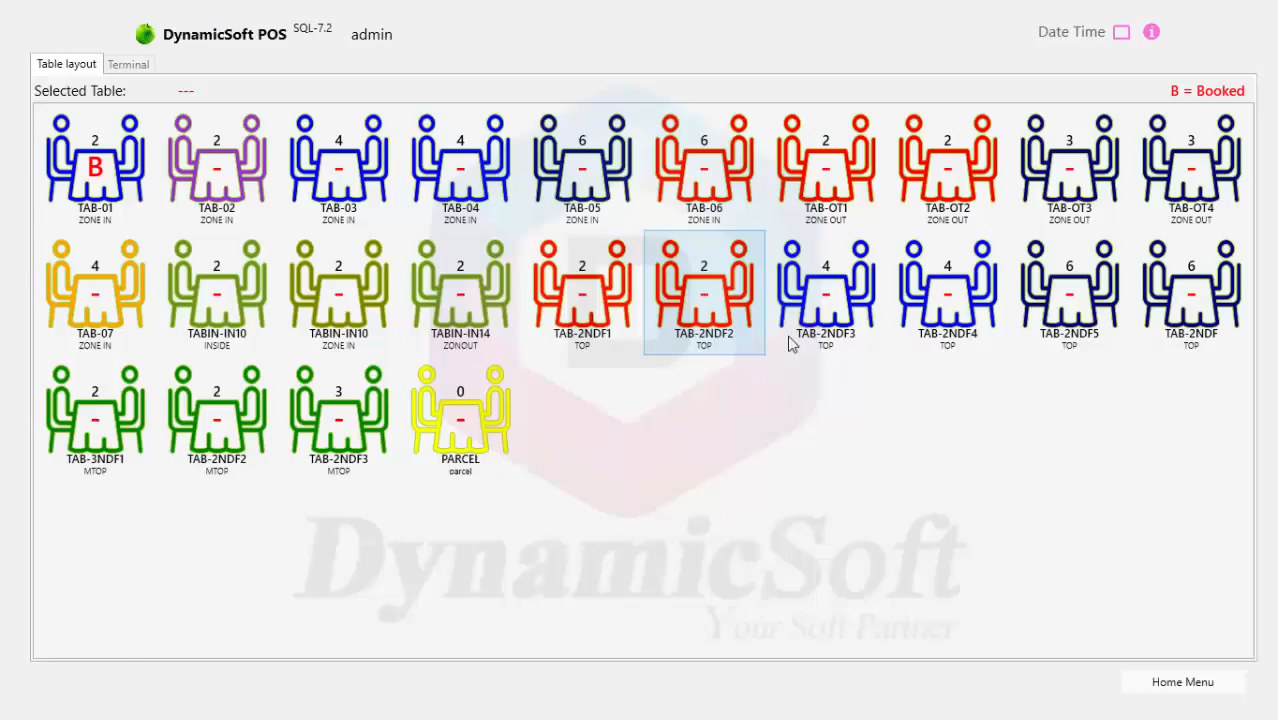 DynamicSoft POS SQL-7.2 admin Date Time i
Table layout Terminal
Selected Table: --- B = Booked
2 2 4 4 6 6 2 2 3 3
B - - - - - - - - -
TAB-01 TAB-02 TAB-03 TAB-04 TAB-05 TAB-06 TAB-OT1 TAB-OT2 TAB-OT3 TAB-OT4
ZONE IN ZONE IN ZONE IN ZONE IN ZONE IN ZONE IN ZONE OUT ZONE OUT ZONE OUT ZONE OUT
4 2 2 2 2 2 4 4 6 6
- - - - - - - - - -
TAB-07 TABIN-IN10 TABIN-IN10 TABIN-IN14 TAB-2NDF1 TAB-2NDF2 TAB-2NDF3 TAB-2NDF4 TAB-2NDF5 TAB-2NDF
ZONE IN INSIDE ZONE IN ZONOUT TOP TOP TOP TOP TOP TOP
2 2 3 0
- - - -
TAB-3NDF1 TAB-2NDF2 TAB-2NDF3 PARCEL
MTOP MTOP MTOP parcel
DynamicSoft
Your Soft Partner
Home Menu